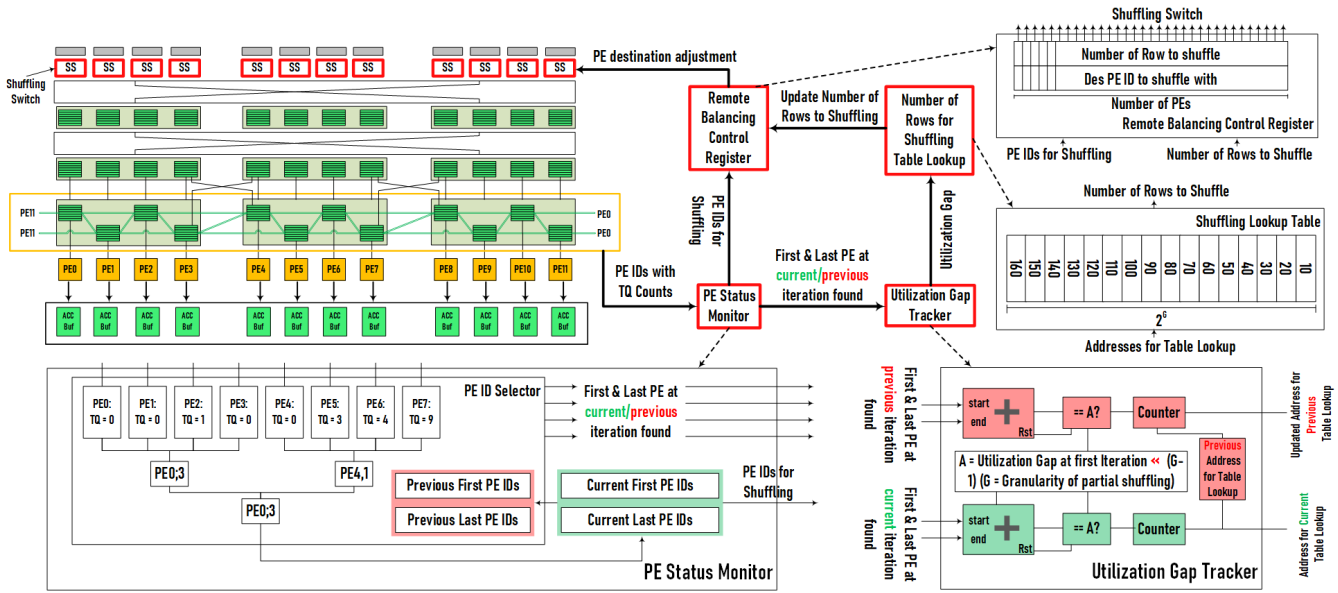 SS SS SS SS SS SS SS SS SS SS SS SS
Shuffling
Switch
PE11
PE0
PE11
PE0
PE0 PE1 PE2 PE3 PE4 PE5 PE6 PE7 PE8 PE9 PE10 PE11
ACC ACC ACC ACC ACC ACC ACC ACC ACC ACC ACC ACC
Buf Buf Buf Buf Buf Buf Buf Buf Buf Buf Buf Buf
PE destination adjustment
Remote
Balancing
Control
Register
Update Number of
Rows to Shuffling
Number of
Rows for
Shuffling
Table Lookup
PE IDs for
Shuffling
Utilization Gap
PE IDs with
TQ Counts
First & Last PE at
current/previous
iteration found
PE Status
Monitor
Utilization Gap
Tracker
Shuffling Switch
Number of Row to shuffle
Des PE ID to shuffle with
Number of PEs
Remote Balancing Control Register
PE IDs for Shuffling
Number of Rows to Shuffle
Number of Rows to Shuffle
Shuffling Lookup Table
160 150 140 130 120 110 100 90 80 70 60 50 40 30 20 10
2^G
Addresses for Table Lookup
PE0: PE1: PE2: PE3: PE4: PE5: PE6: PE7:
TQ = 0 TQ = 0 TQ = 1 TQ = 0 TQ = 0 TQ = 3 TQ = 4 TQ = 9
PE0;3
PE4,1
PE0;3
PE ID Selector
First & Last PE at
current/previous
iteration found
Previous First PE IDs
Previous Last PE IDs
Current First PE IDs
Current Last PE IDs
PE IDs for
Shuffling
PE Status Monitor
First & Last PE at
previous iteration
found
start
end
+
Rst
== A?
Counter
Updated Address for
Previous
Table Lookup
A = Utilization Gap at first Iteration « (G-
1) (G = Granularity of partial shuffling)
Previous
Address
for Table
Lookup
First & Last PE at
current iteration
found
start
end
+
Rst
== A?
Counter
Address for Current
Table Lookup
Utilization Gap Tracker